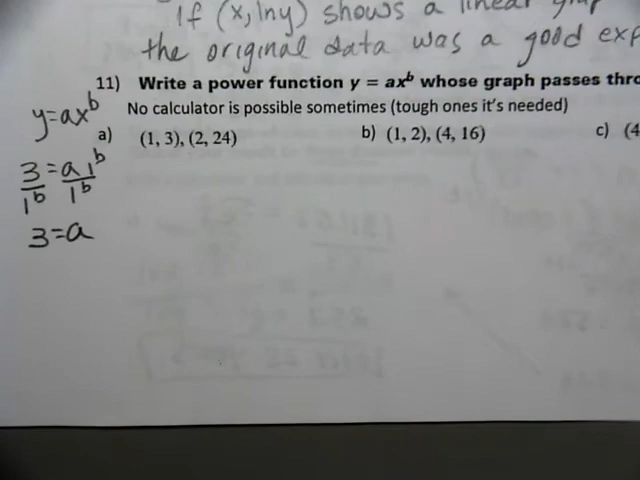 If (x, lny) shows a linear
the original data was a good exp
11) Write a power function y = ax^b whose graph passes thro
y=ax^b
No calculator is possible sometimes (tough ones it's needed)
a) (1, 3), (2, 24) b) (1, 2), (4, 16) c) (4
3=a1^b
1^b 1^b
3=a